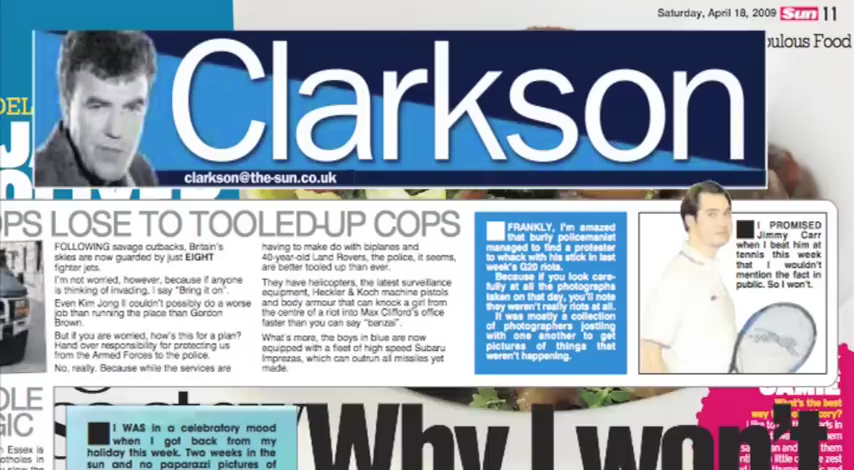 Saturday, April 18, 2009 Sun 11
Clarkson
clarkson@the-sun.co.uk
ulous Food
DEL
OPS LOSE TO TOOLED-UP COPS
FOLLOWING savage cutbacks, Britain's
skies are now guarded by just EIGHT
fighter jets.
I'm not worried, however, because if anyone
is thinking of invading, I say "Bring it on".
Even Kim Jong Il couldn't possibly do a worse
job than running the place than Gordon
Brown.
But if you are worried, how's this for a plan?
Hand over responsibility for protecting us
from the Armed Forces to the police.
No, really. Because while the services are
having to make do with biplanes and
40-year-old Land Rovers, the police, it seems,
are better tooled up than ever.
They have helicopters, the latest surveillance
equipment, Heckler & Koch machine pistols
and body armour that can knock a girl from
the centre of a riot into Max Clifford's office
faster than you can say "banzai".
What's more, the boys in blue are now
equipped with a fleet of high speed Subaru
Imprezas, which can outrun all missiles yet
made.
FRANKLY, I'm amazed
that burly policemanist
managed to find a protester
to whack with his stick in last
week's G20 riots.
Because if you look care-
fully at all the photographs
taken on that day, you'll note
they weren't really riots at all.
It was mostly a collection
of photographers jostling
with one another to get
pictures of things that
weren't happening.
I PROMISED
Jimmy Carr
when I beat him at
tennis this week
that I wouldn't
mention the fact in
public. So I won't.
OLE
GIC
Essex is
otholes in
I WAS in a celebratory mood
when I got back from my
holiday this week. Two weeks in the
sun and no paparazzi pictures of
Why I won't
JAMIE
What's the best